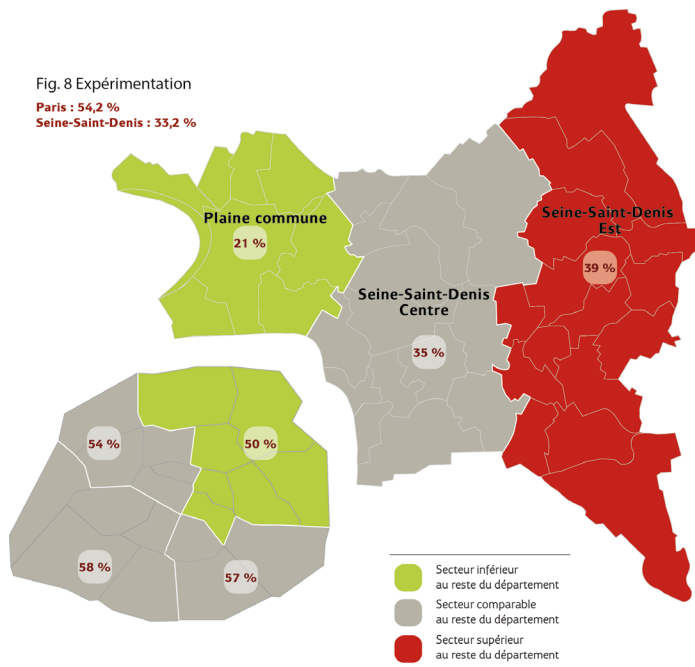 Fig. 8 Expérimentation
Paris : 54,2 %
Seine-Saint-Denis : 33,2 %
Plaine commune
21 %
Seine-Saint-Denis
Est
39 %
Seine-Saint-Denis
Centre
35 %
54 %
50 %
58 %
57 %
Secteur inférieur
au reste du département
Secteur comparable
au reste du département
Secteur supérieur
au reste du département